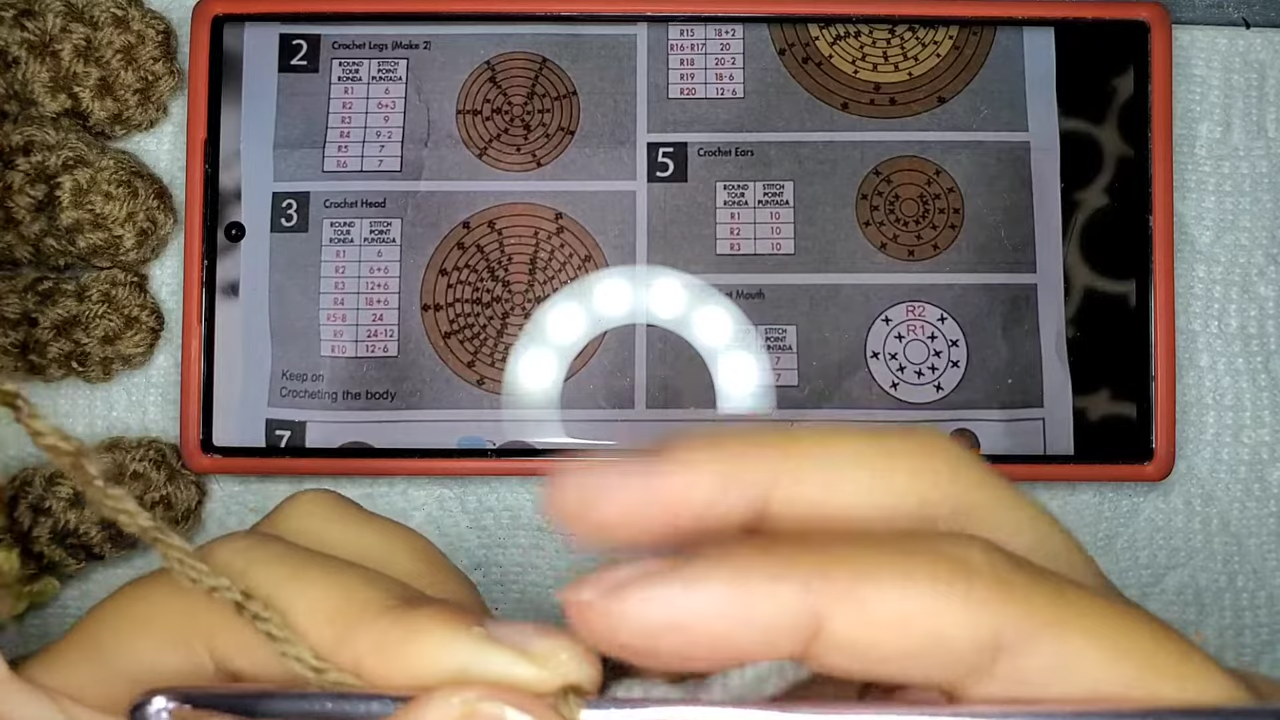 2
Crochet Legs (Make 2)
ROUND TOUR RONDA
STITCH POINT PUNTADA
R1 6
R2 6+3
R3 9
R4 9-2
R5 7
R6 7
3
Crochet Head
ROUND TOUR RONDA
STITCH POINT PUNTADA
R1 6
R2 6+6
R3 12+6
R4 18+6
R5-8 24
R9 24-12
R10 12-6
Keep on
Crocheting the body
7
R15 18+2
R16-R17 20
R18 20-2
R19 18-6
R20 12-6
5
Crochet Ears
ROUND TOUR RONDA
STITCH POINT PUNTADA
R1 10
R2 10
R3 10
Mouth
STITCH POINT PUNTADA
7
7
R2
R1